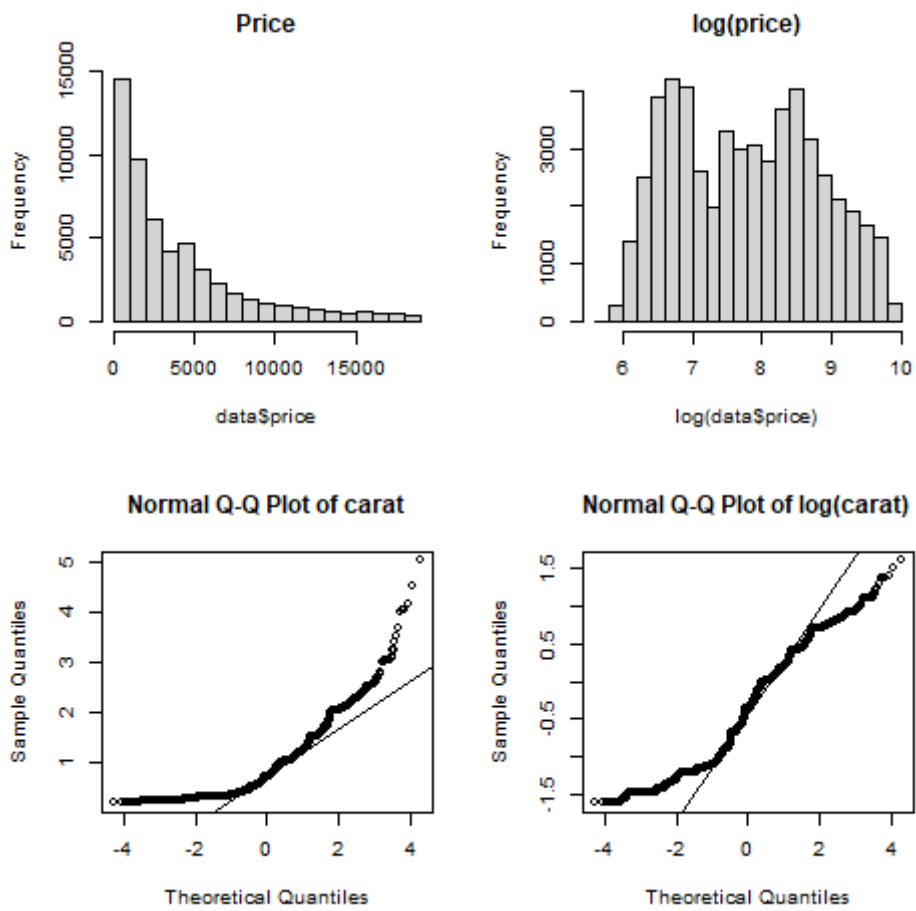 Price
Frequency
15000
10000
5000
0
0 5000 10000 15000
data$price
log(price)
Frequency
3000
1000
0
6 7 8 9 10
log(data$price)
Normal Q-Q Plot of carat
Sample Quantiles
5
4
3
2
1
-4 -2 0 2 4
Theoretical Quantiles
Normal Q-Q Plot of log(carat)
Sample Quantiles
1.5
0.5
-0.5
-1.5
-4 -2 0 2 4
Theoretical Quantiles